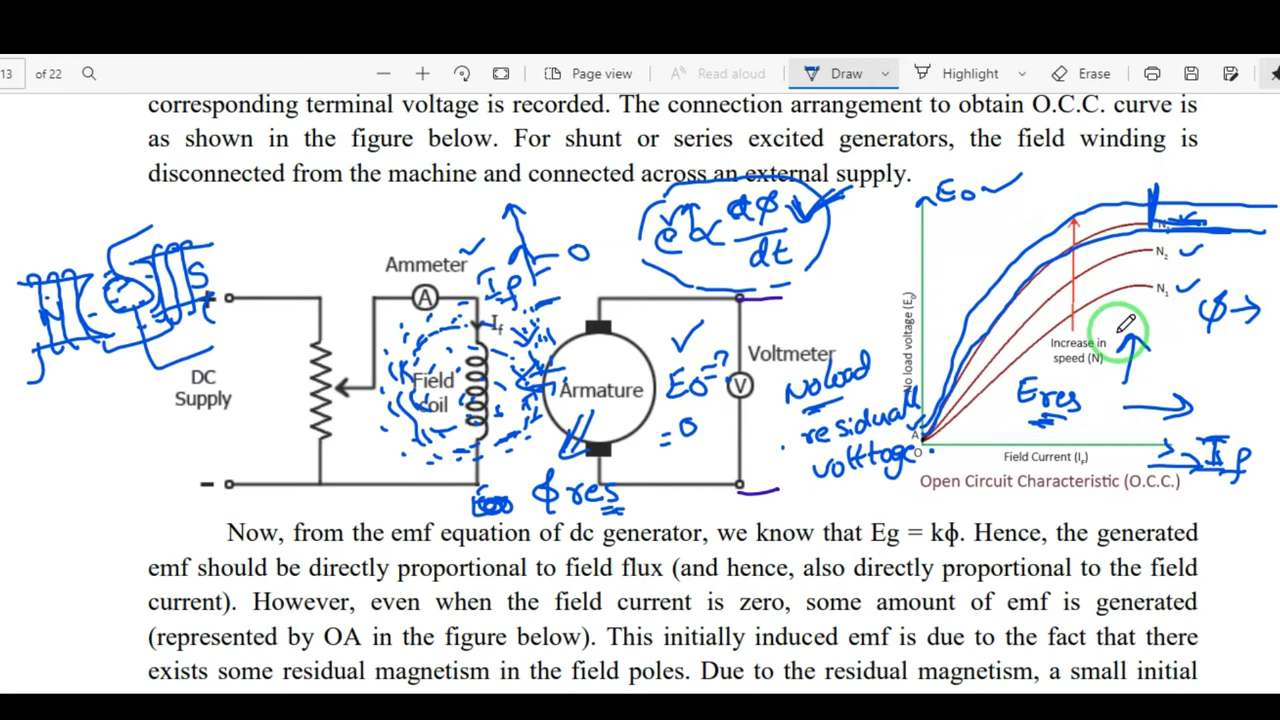 13 of 22 Page view Read aloud Draw Highlight Erase
corresponding terminal voltage is recorded. The connection arrangement to obtain O.C.C. curve is
as shown in the figure below. For shunt or series excited generators, the field winding is
disconnected from the machine and connected across an external supply.
e ∝ dϕ/dt
E0
N S
Ammeter
If = 0
A
+
If
N2
N1
ϕ
DC
Supply
Field
coil
Armature
E0 = ?
= 0
Voltmeter
V
No load
residual
voltage
No load voltage (E0)
Increase in
speed (N)
Eres
A
O
Field Current (If)
If
-
ϕ res
Open Circuit Characteristic (O.C.C.)
Now, from the emf equation of dc generator, we know that Eg = kϕ. Hence, the generated
emf should be directly proportional to field flux (and hence, also directly proportional to the field
current). However, even when the field current is zero, some amount of emf is generated
(represented by OA in the figure below). This initially induced emf is due to the fact that there
exists some residual magnetism in the field poles. Due to the residual magnetism, a small initial